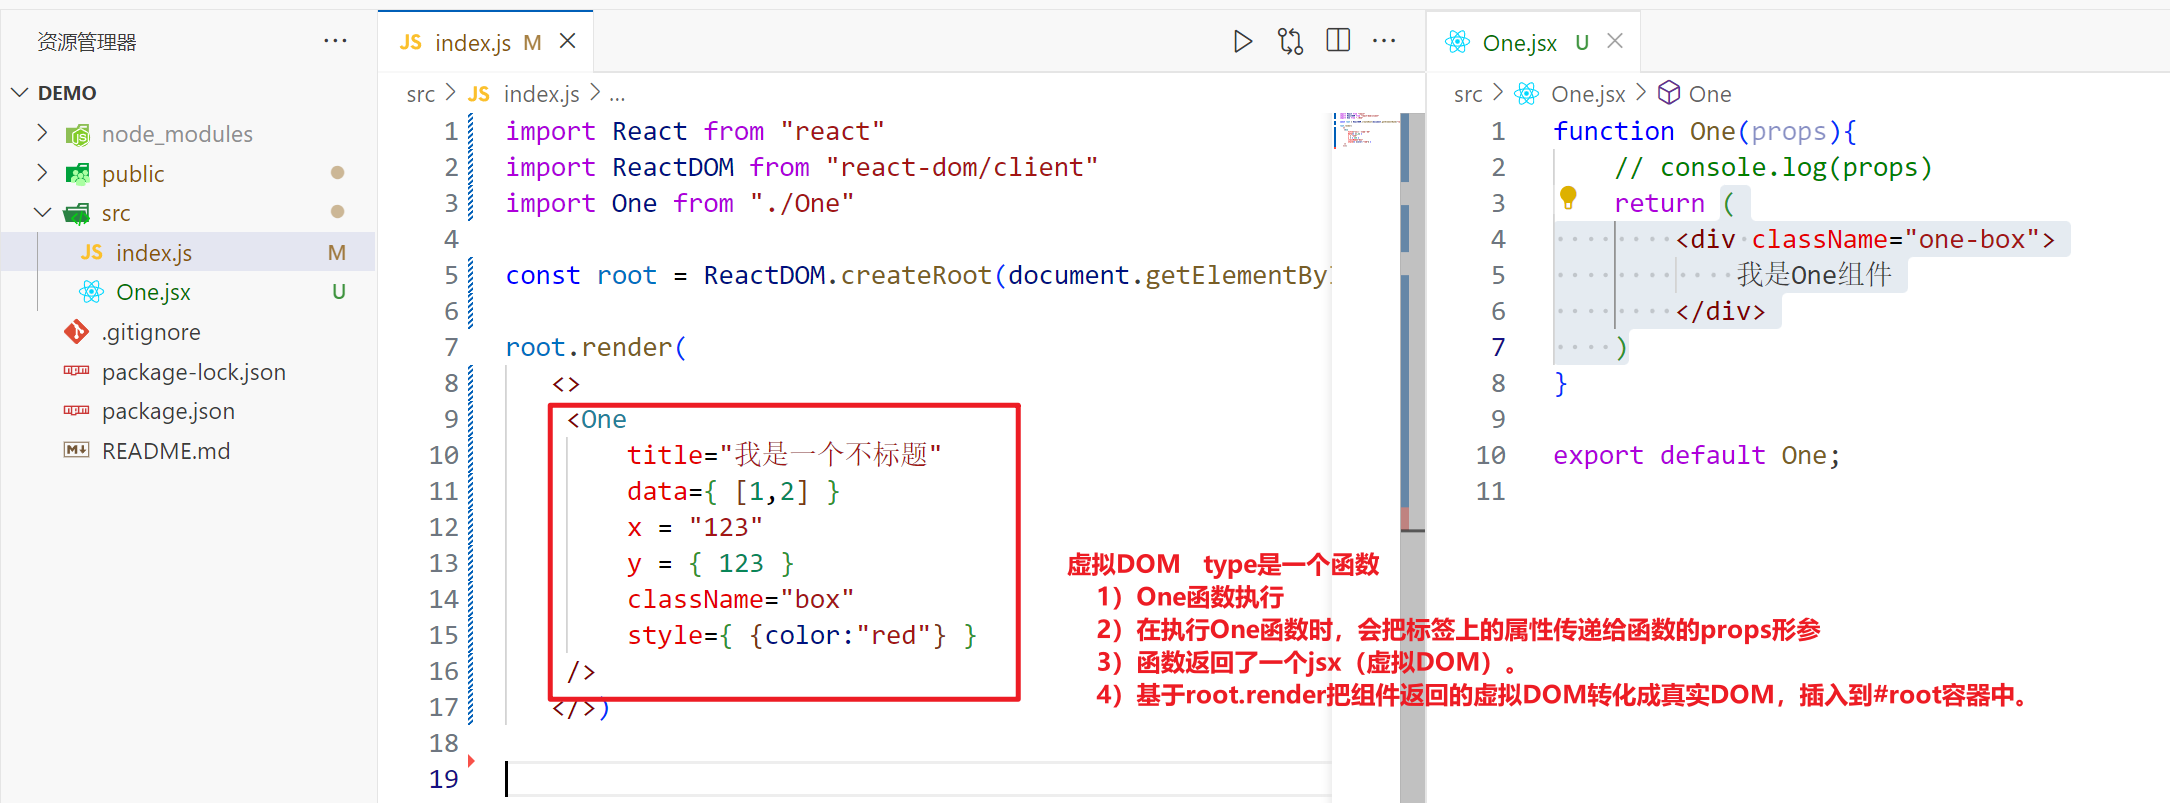 资源管理器
···
DEMO
node_modules
public
src
JS index.js M
One.jsx U
.gitignore
package-lock.json
package.json
README.md
JS index.js M
src > JS index.js > ...
1 import React from "react"
2 import ReactDOM from "react-dom/client"
3 import One from "./One"
4
5 const root = ReactDOM.createRoot(document.getElementBy
6
7 root.render(
8 <>
9 <One
10 title="我是一个不标题"
11 data={ [1,2] }
12 x = "123"
13 y = { 123 }
14 className="box"
15 style={ {color:"red"} }
16 />
17 </>)
18
19
One.jsx U
src > One.jsx > One
1 function One(props){
2 // console.log(props)
3 return (
4 <div className="one-box">
5 我是One组件
6 </div>
7 )
8 }
9
10 export default One;
11
虚拟DOM type是一个函数
1）One函数执行
2）在执行One函数时，会把标签上的属性传递给函数的props形参
3）函数返回了一个jsx（虚拟DOM）。
4）基于root.render把组件返回的虚拟DOM转化成真实DOM，插入到#root容器中。